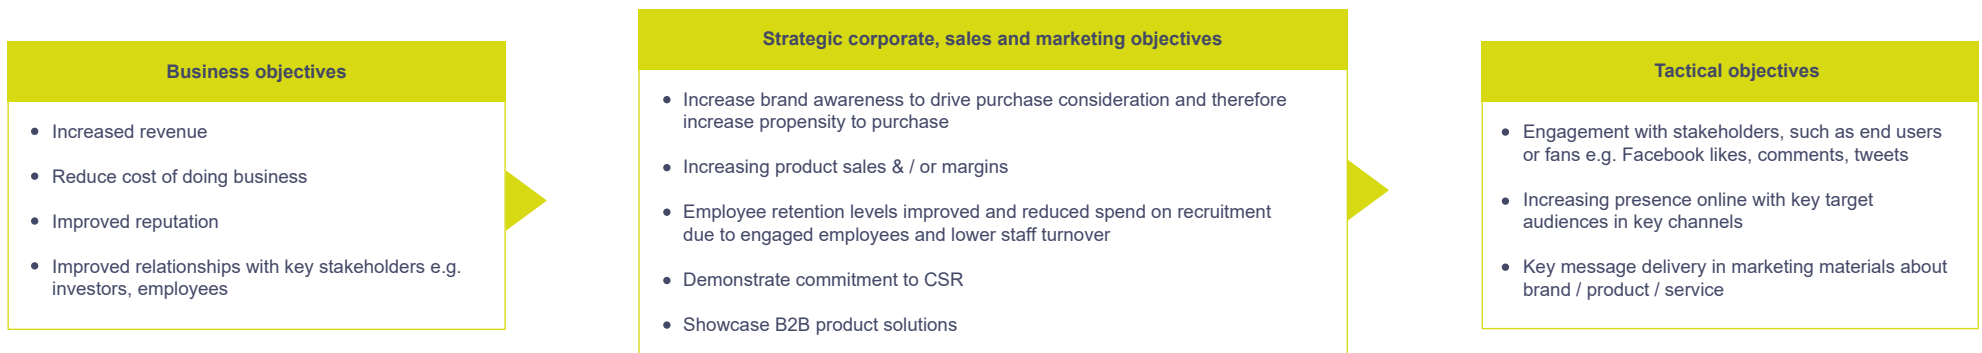 Business objectives
• Increased revenue
• Reduce cost of doing business
• Improved reputation
• Improved relationships with key stakeholders e.g.
investors, employees
Strategic corporate, sales and marketing objectives
• Increase brand awareness to drive purchase consideration and therefore
increase propensity to purchase
• Increasing product sales & / or margins
• Employee retention levels improved and reduced spend on recruitment
due to engaged employees and lower staff turnover
• Demonstrate commitment to CSR
• Showcase B2B product solutions
Tactical objectives
• Engagement with stakeholders, such as end users
or fans e.g. Facebook likes, comments, tweets
• Increasing presence online with key target
audiences in key channels
• Key message delivery in marketing materials about
brand / product / service